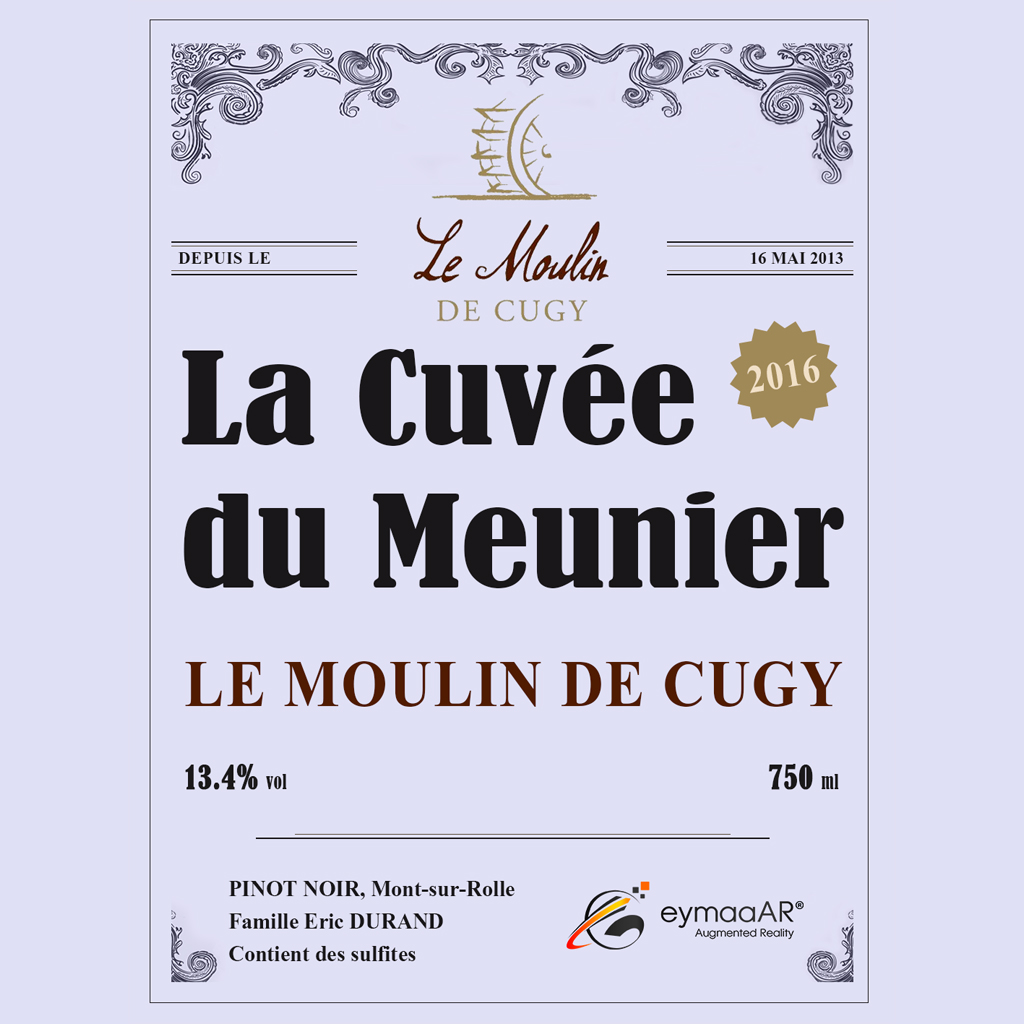 Le Moulin
DE CUGY
DEPUIS LE
16 MAI 2013
La Cuvée
2016
du Meunier
LE MOULIN DE CUGY
13.4% vol
750 ml
PINOT NOIR, Mont-sur-Rolle
Famille Eric DURAND
Contient des sulfites
eymaaAR®
Augmented Reality